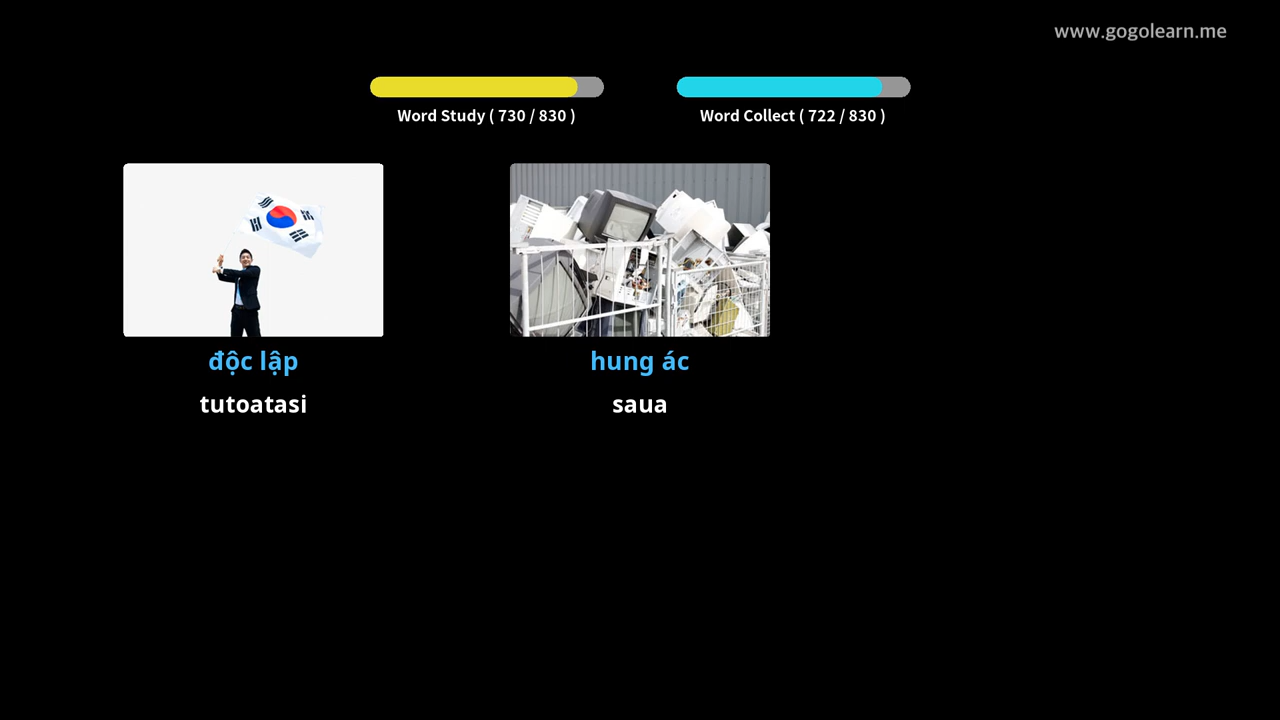 www.gogolearn.me
Word Study ( 730 / 830 )
Word Collect ( 722 / 830 )
độc lập
tutoatasi
hung ác
saua